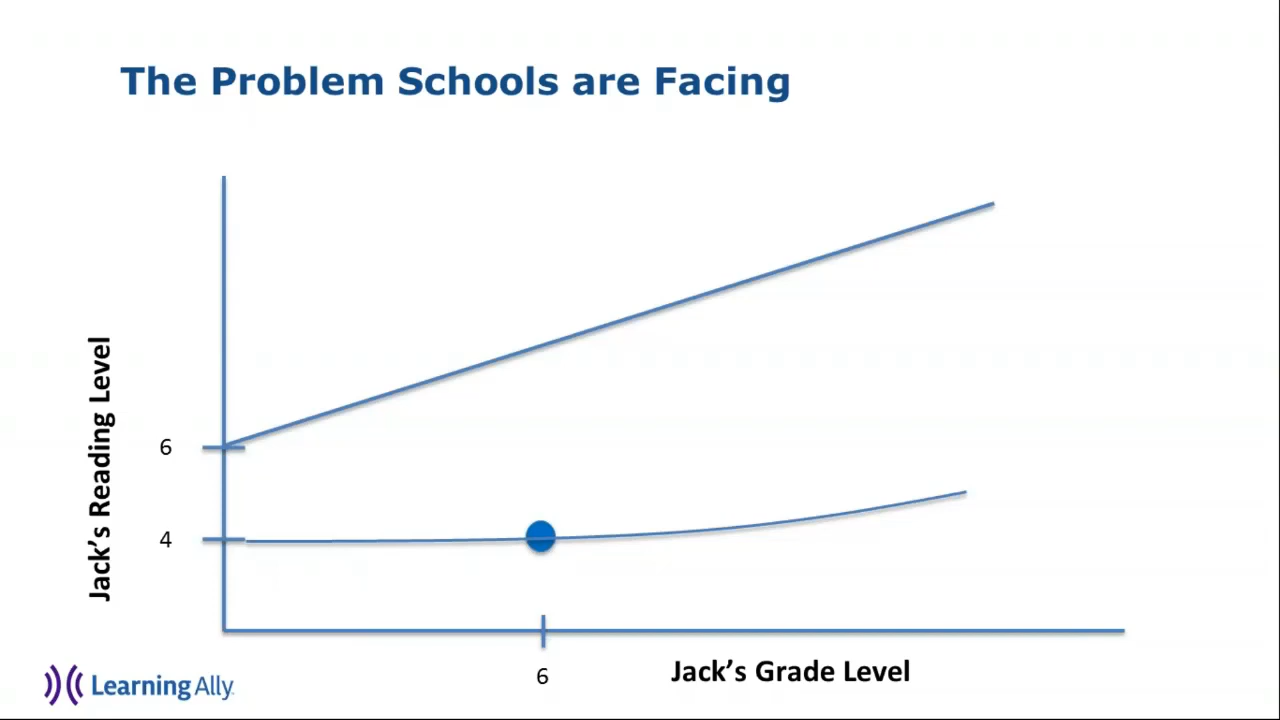 The Problem Schools are Facing
Jack's Reading Level
6
4
6
Jack's Grade Level
Learning Ally